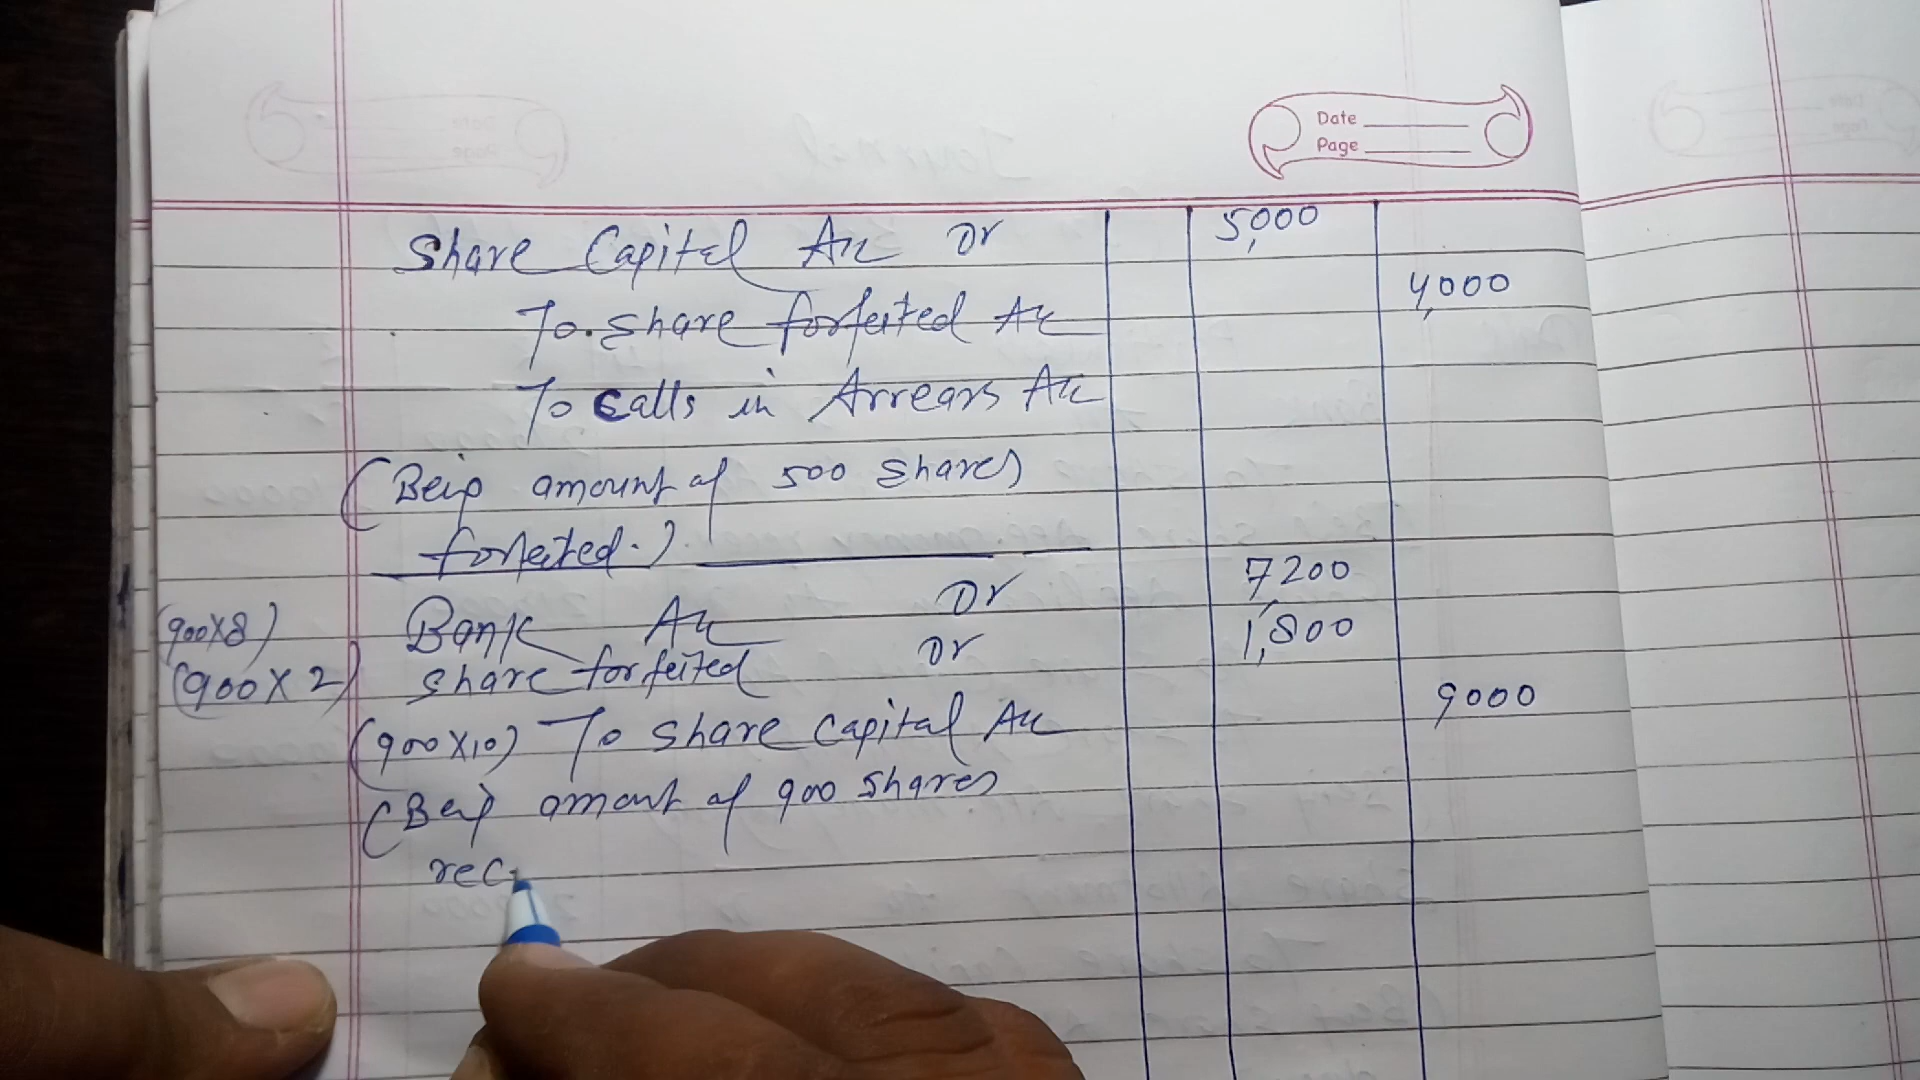 Date
Page
Share Capital A/c Dr 5,000
To. share forfeited A/c 4,000
To calls in Arrears A/c
(Being amount of 500 shares
forfeited.)
(900X8) Bank A/c Dr 7,200
(900X2) share forfeited Dr 1,800
(900X10) To share capital A/c 9000
(Being amount of 900 shares
rec